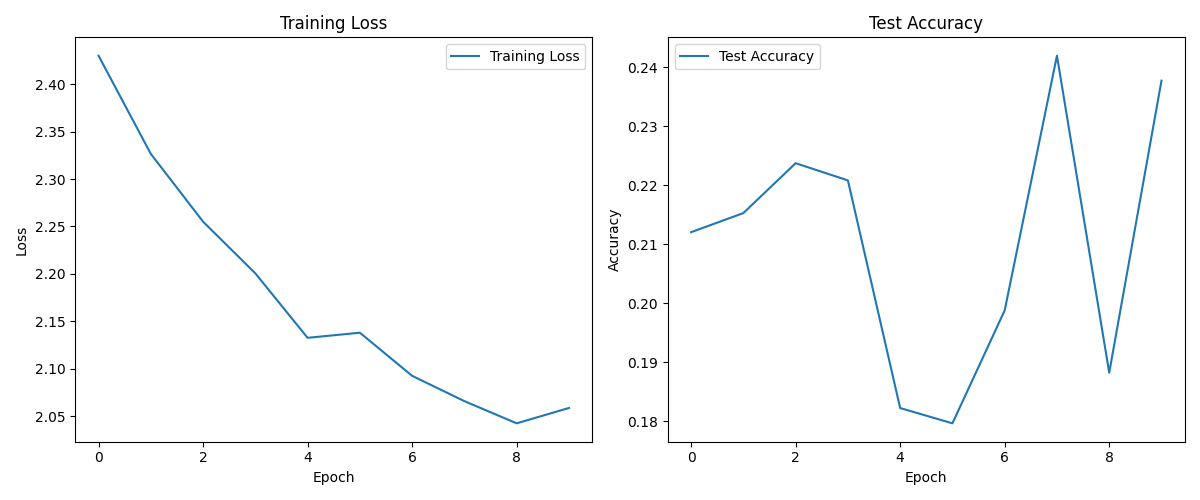 Training Loss
Training Loss
2.40
2.35
2.30
2.25
2.20
2.15
2.10
2.05
Loss
0 2 4 6 8
Epoch
Test Accuracy
Test Accuracy
0.24
0.23
0.22
0.21
0.20
0.19
0.18
Accuracy
0 2 4 6 8
Epoch